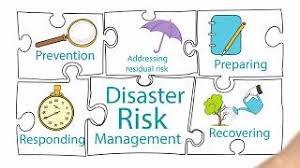 Prevention
Addressing
residual risk
Preparing
Responding
Disaster
Risk
Management
Recovering